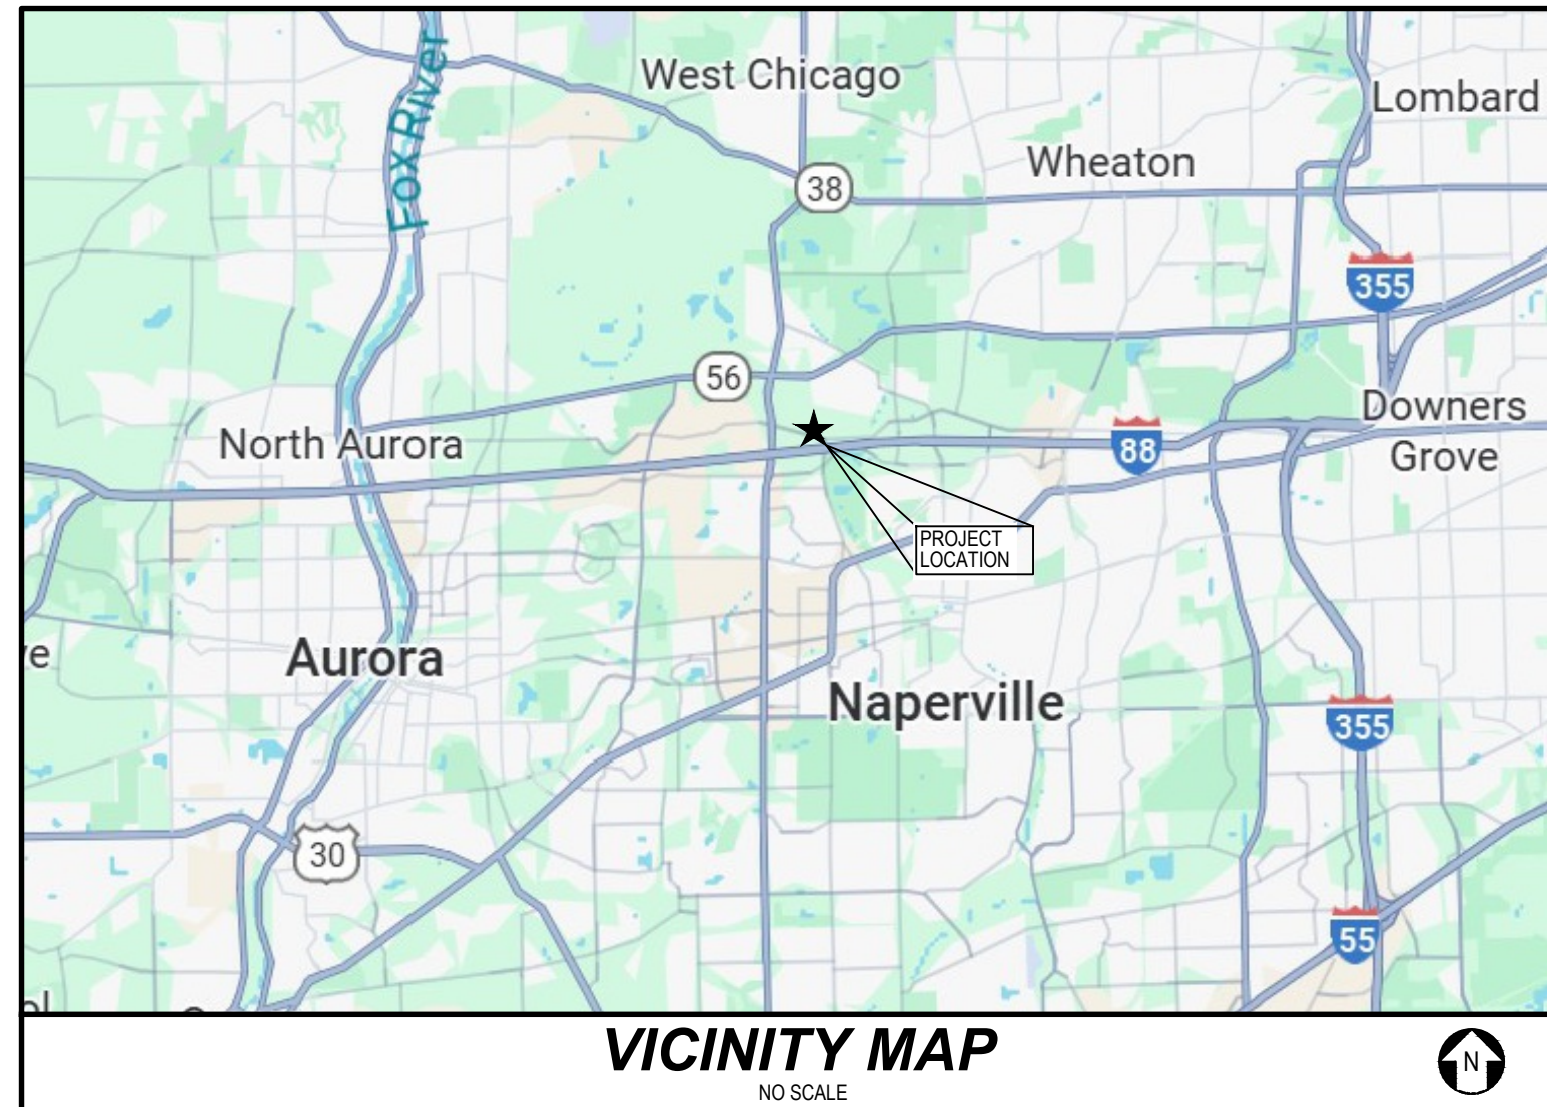 West Chicago
Lombard
Fox River
Wheaton
38
355
56
Downers
Grove
North Aurora
88
PROJECT
LOCATION
Aurora
Naperville
355
30
55
VICINITY MAP
NO SCALE
N